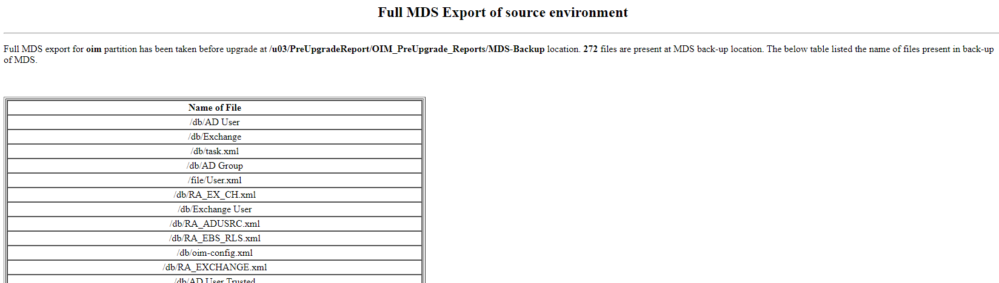 Full MDS Export of source environment
Full MDS export for oim partition has been taken before upgrade at /u03/PreUpgradeReport/OIM_PreUpgrade_Reports/MDS-Backup location. 272 files are present at MDS back-up location. The below table listed the name of files present in back-up
of MDS.
Name of File
/db/AD User
/db/Exchange
/db/task.xml
/db/AD Group
/file/User.xml
/db/RA_EX_CH.xml
/db/Exchange User
/db/RA_ADUSRC.xml
/db/RA_EBS_RLS.xml
/db/oim-config.xml
/db/RA_EXCHANGE.xml
/db/AD User Trusted